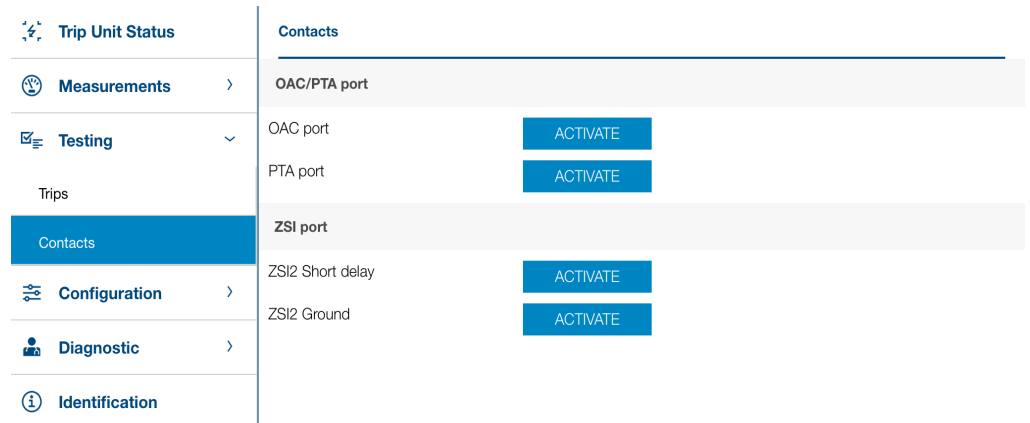 Trip Unit Status
Measurements
Testing
Trips
Contacts
Configuration
Diagnostic
Identification
Contacts
OAC/PTA port
OAC port ACTIVATE
PTA port ACTIVATE
ZSI port
ZSI2 Short delay ACTIVATE
ZSI2 Ground ACTIVATE